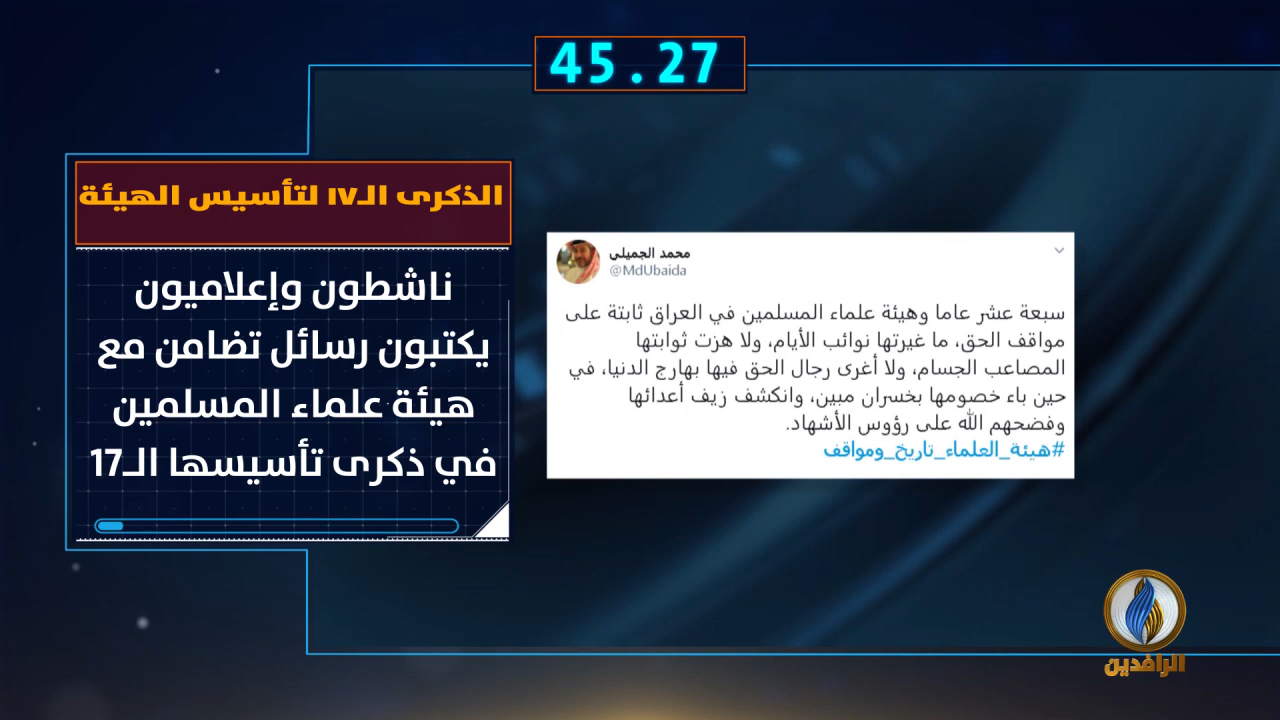 45.27
الذكرى الـ١٧ لتأسيس الهيئة
ناشطون وإعلاميون
يكتبون رسائل تضامن مع
هيئة علماء المسلمين
في ذكرى تأسيسها الـ17
محمد الجميلي
@MdUbaida
سبعة عشر عاما وهيئة علماء المسلمين في العراق ثابتة على
مواقف الحق، ما غيرتها نوائب الأيام، ولا هزت ثوابتها
المصاعب الجسام، ولا أغرى رجال الحق فيها بهارج الدنيا، في
حين باء خصومها بخسران مبين، وانكشف زيف أعدائها
وفضحهم الله على رؤوس الأشهاد.
#هيئة_العلماء_تاريخ_ومواقف
الرافدين